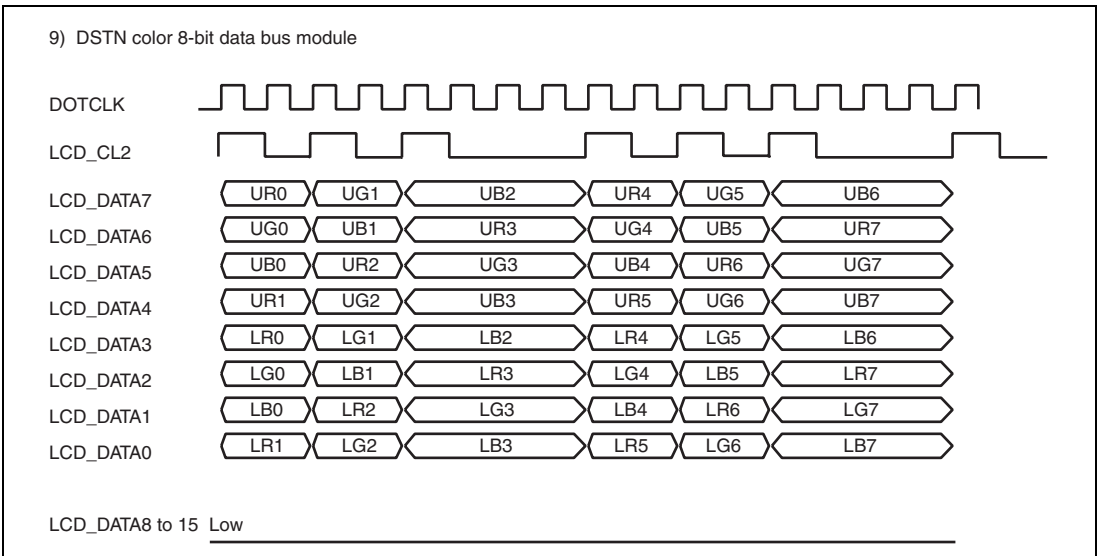 9) DSTN color 8-bit data bus module
DOTCLK
LCD_CL2
LCD_DATA7 UR0 UG1 UB2 UR4 UG5 UB6
LCD_DATA6 UG0 UB1 UR3 UG4 UB5 UR7
LCD_DATA5 UB0 UR2 UG3 UB4 UR6 UG7
LCD_DATA4 UR1 UG2 UB3 UR5 UG6 UB7
LCD_DATA3 LR0 LG1 LB2 LR4 LG5 LB6
LCD_DATA2 LG0 LB1 LR3 LG4 LB5 LR7
LCD_DATA1 LB0 LR2 LG3 LB4 LR6 LG7
LCD_DATA0 LR1 LG2 LB3 LR5 LG6 LB7
LCD_DATA8 to 15 Low